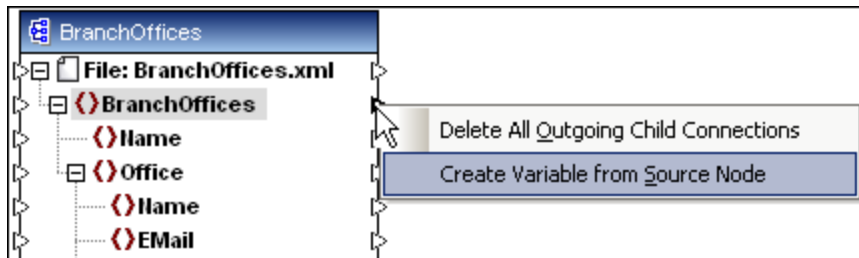 BranchOffices
File: BranchOffices.xml
BranchOffices
Name
Delete All Outgoing Child Connections
Office
Create Variable from Source Node
Name
EMail